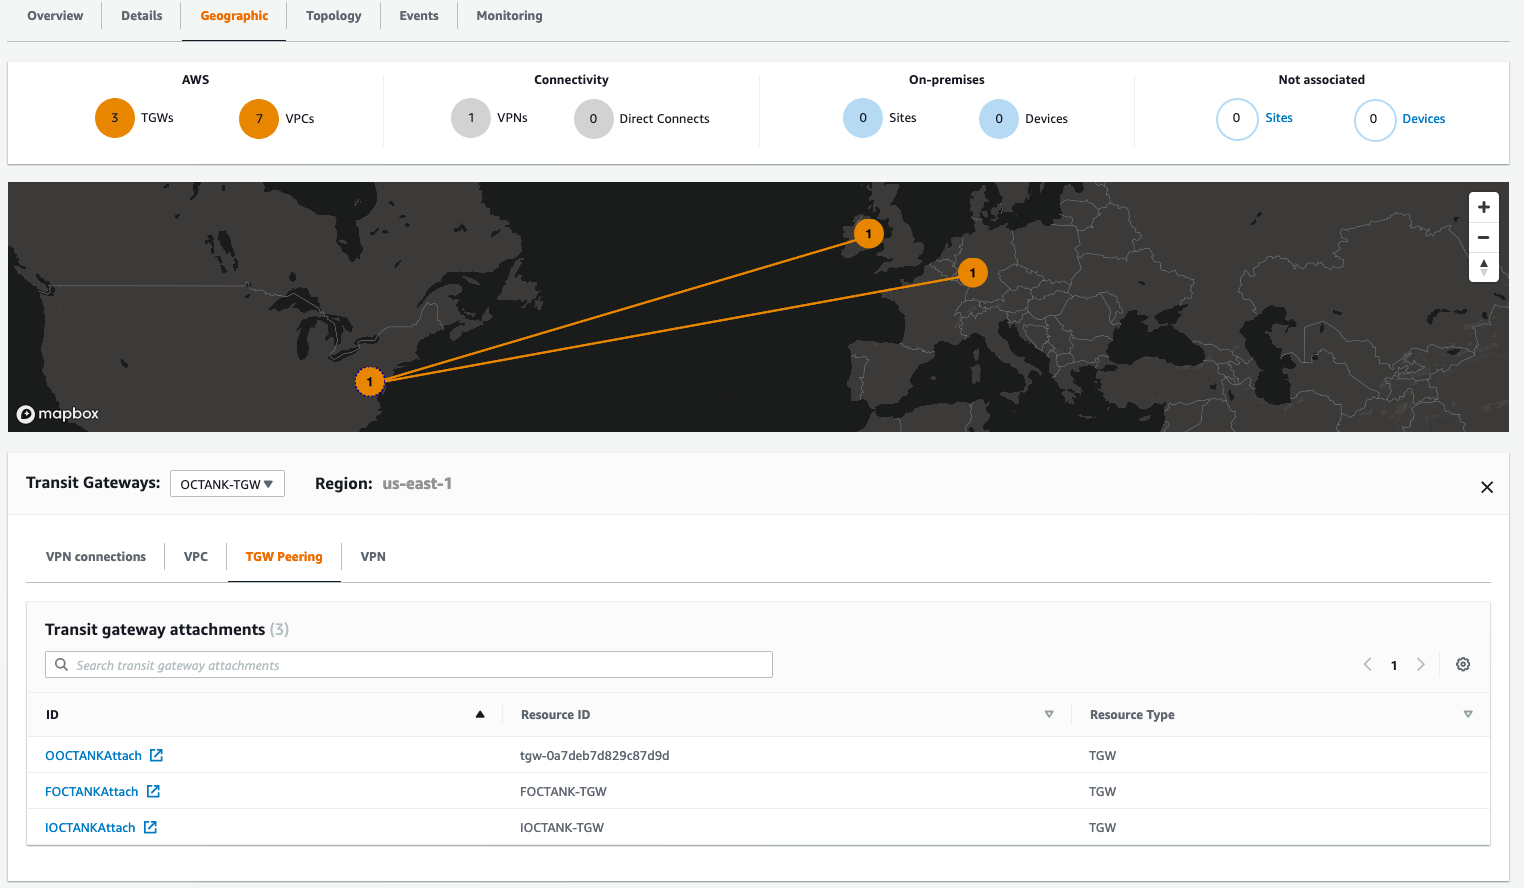 Overview Details Geographic Topology Events Monitoring
AWS Connectivity On-premises Not associated
3 TGWs 7 VPCs 1 VPNs 0 Direct Connects 0 Sites 0 Devices 0 Sites 0 Devices
1
1
1
mapbox
Transit Gateways: OCTANK-TGW Region: us-east-1
VPN connections VPC TGW Peering VPN
Transit gateway attachments (3)
Search transit gateway attachments 1
ID Resource ID Resource Type
OOCTANKAttach tgw-0a7deb7d829c87d9d TGW
FOCTANKAttach FOCTANK-TGW TGW
IOCTANKAttach IOCTANK-TGW TGW